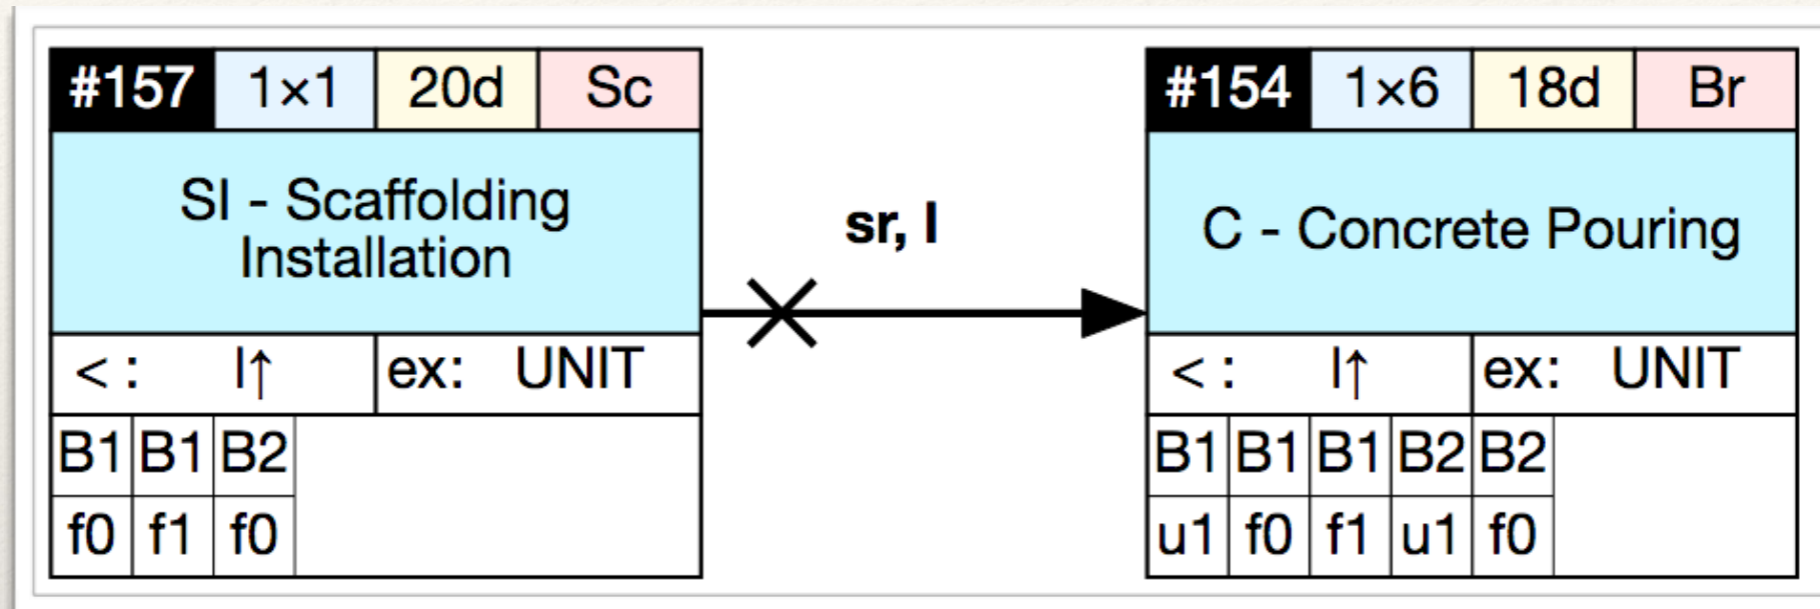 #157 1×1 20d Sc
SI - Scaffolding
Installation
< : l↑ ex: UNIT
B1 B1 B2
f0 f1 f0
sr, l
#154 1×6 18d Br
C - Concrete Pouring
< : l↑ ex: UNIT
B1 B1 B1 B2 B2
u1 f0 f1 u1 f0